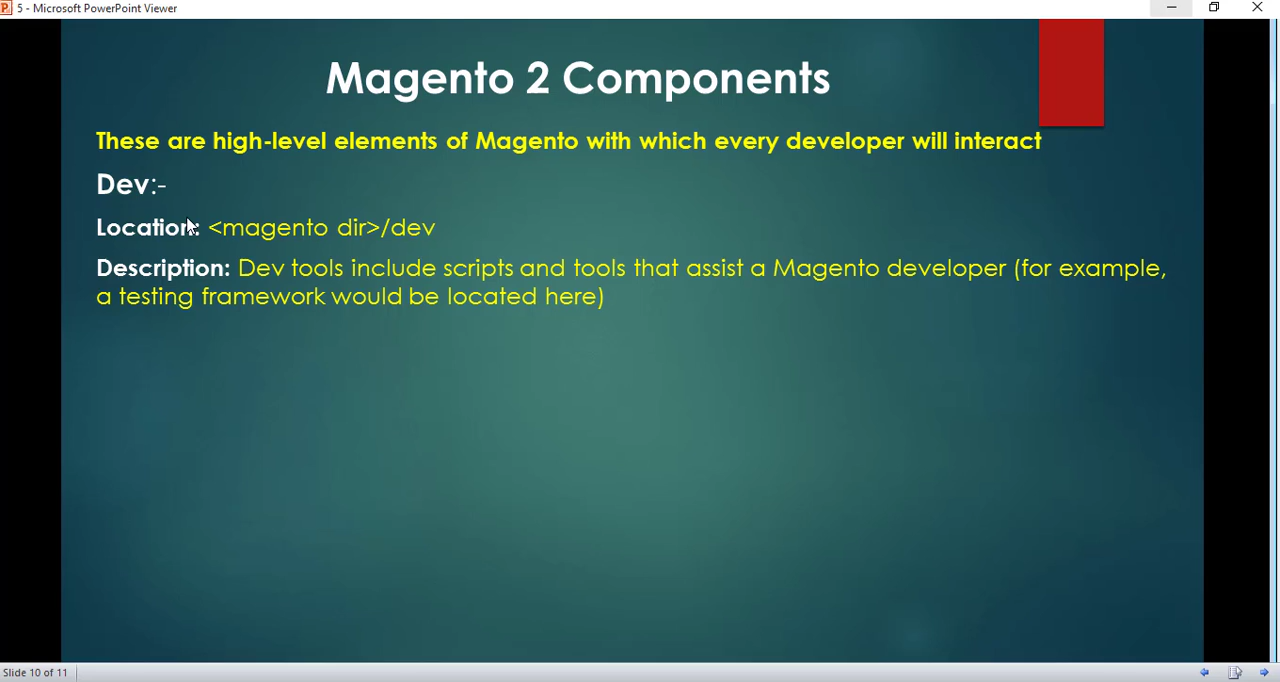 5 - Microsoft PowerPoint Viewer
Magento 2 Components
These are high-level elements of Magento with which every developer will interact
Dev:-
Location: <magento dir>/dev
Description: Dev tools include scripts and tools that assist a Magento developer (for example,
a testing framework would be located here)
Slide 10 of 11